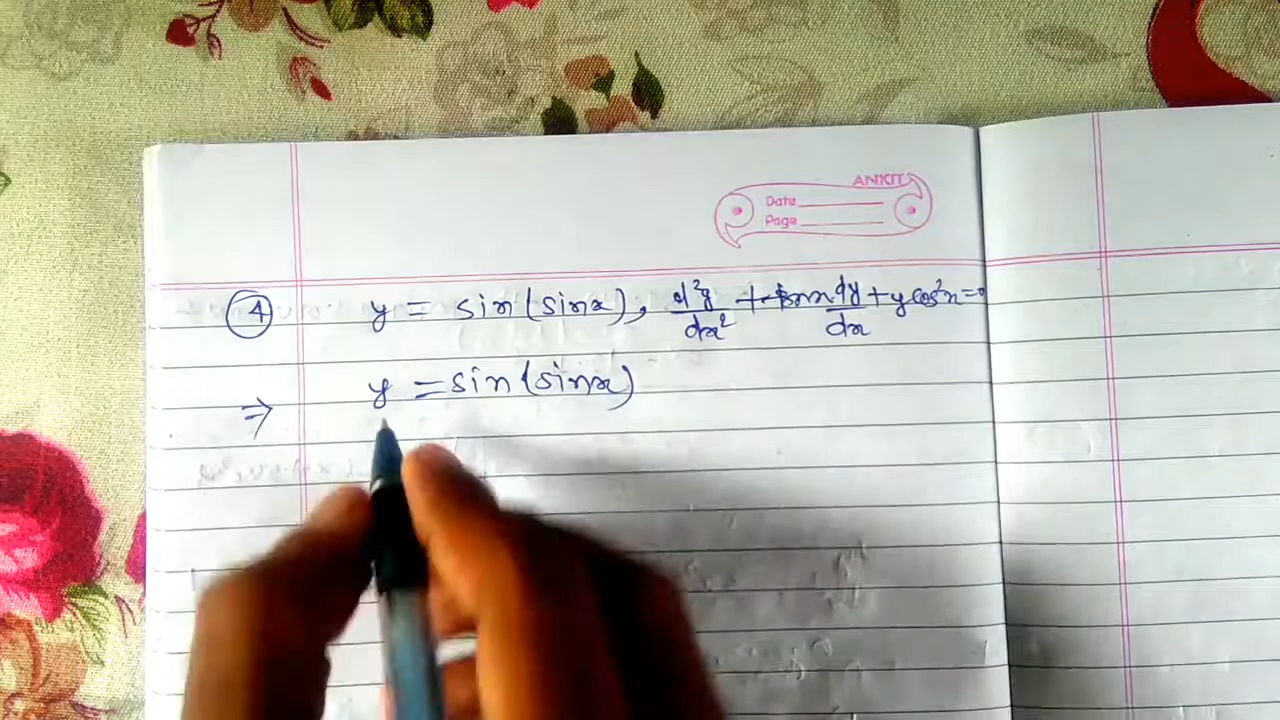 ANKIT
Date
Page
④ y = sin(sinx), d²y/dx² + tanx dy/dx + y cos²x = 0
⇒ y = sin(sinx)